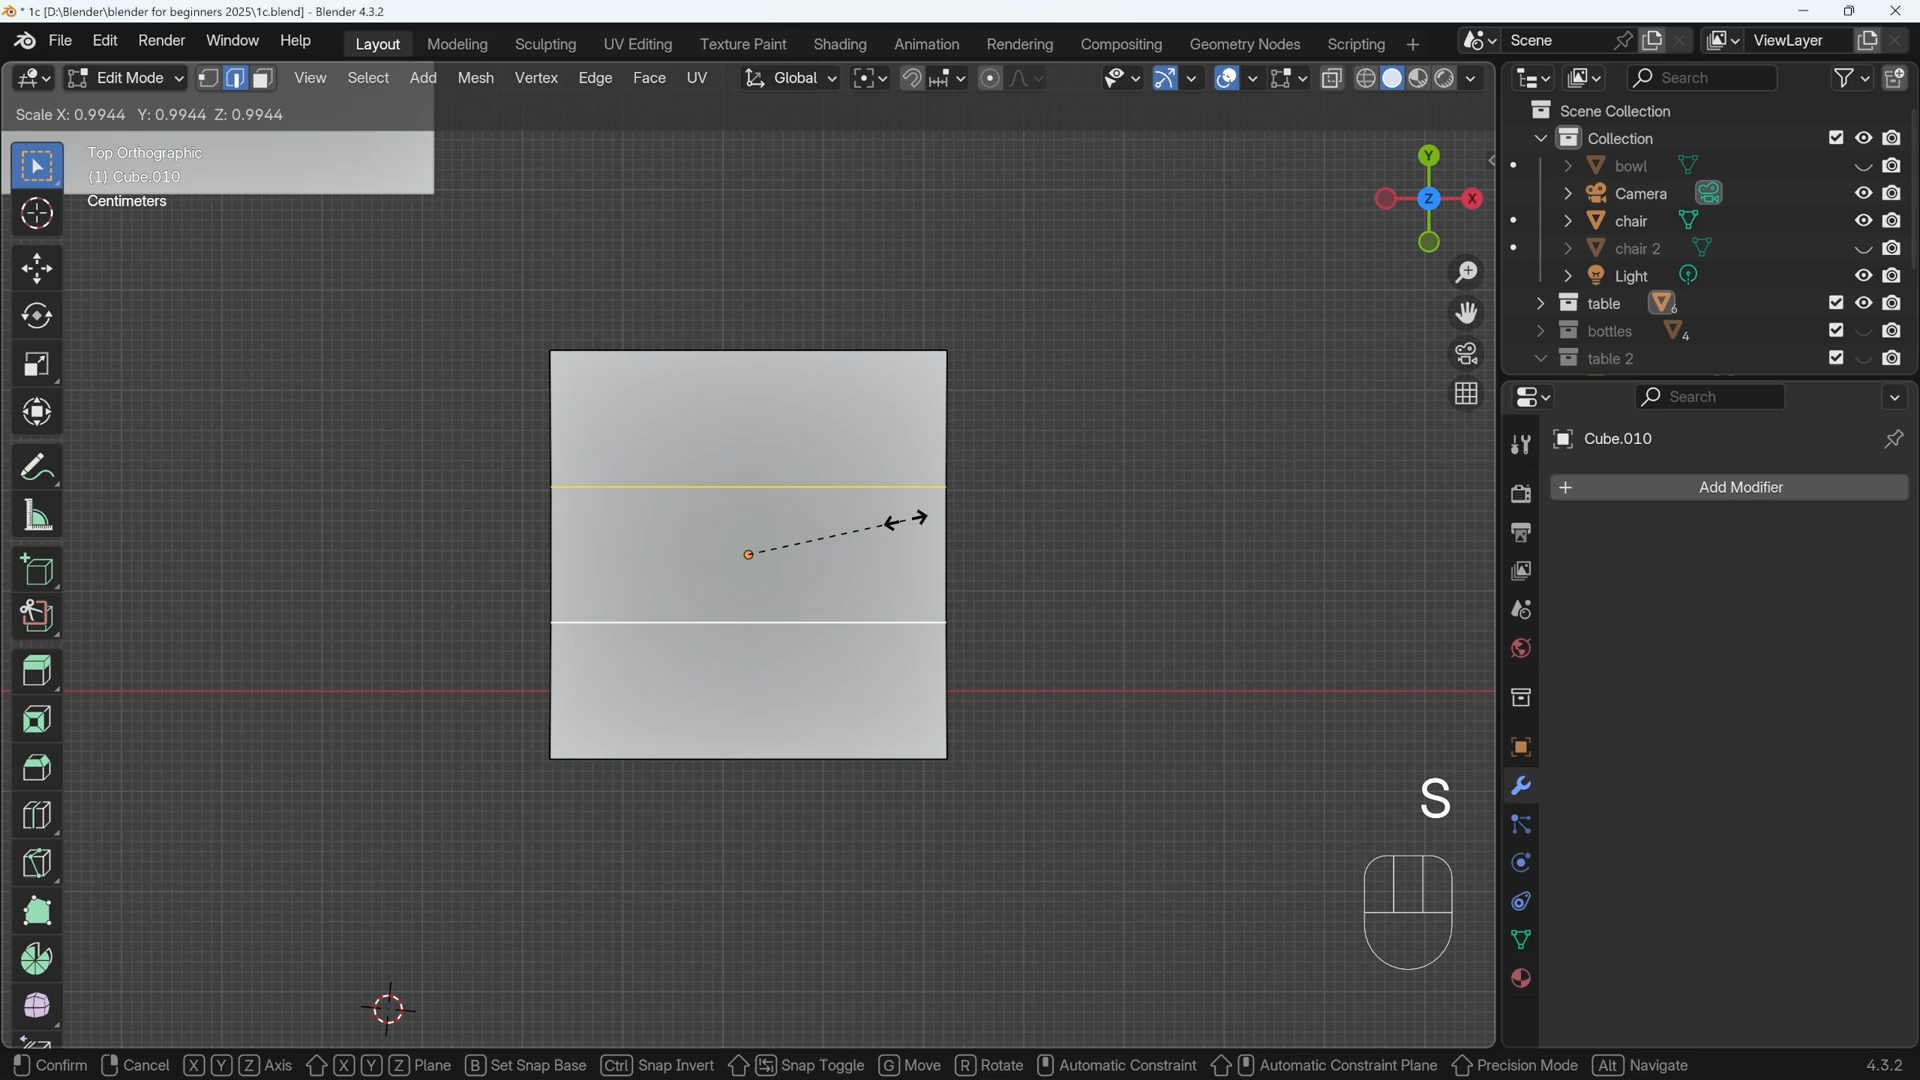 * 1c [D:\Blender\blender for beginners 2025\1c.blend] - Blender 4.3.2
File Edit Render Window Help Layout Modeling Sculpting UV Editing Texture Paint Shading Animation Rendering Compositing Geometry Nodes Scripting + Scene ViewLayer
Edit Mode View Select Add Mesh Vertex Edge Face UV Global Search
Scale X: 0.9944 Y: 0.9944 Z: 0.9944
Top Orthographic
(1) Cube.010
Centimeters
Y
Z X
Scene Collection
Collection
bowl
Camera
chair
chair 2
Light
table 6
bottles 4
table 2
Search
Cube.010
+ Add Modifier
S
Confirm Cancel X Y Z Axis X Y Z Plane B Set Snap Base Ctrl Snap Invert Snap Toggle G Move R Rotate Automatic Constraint Automatic Constraint Plane Precision Mode Alt Navigate 4.3.2